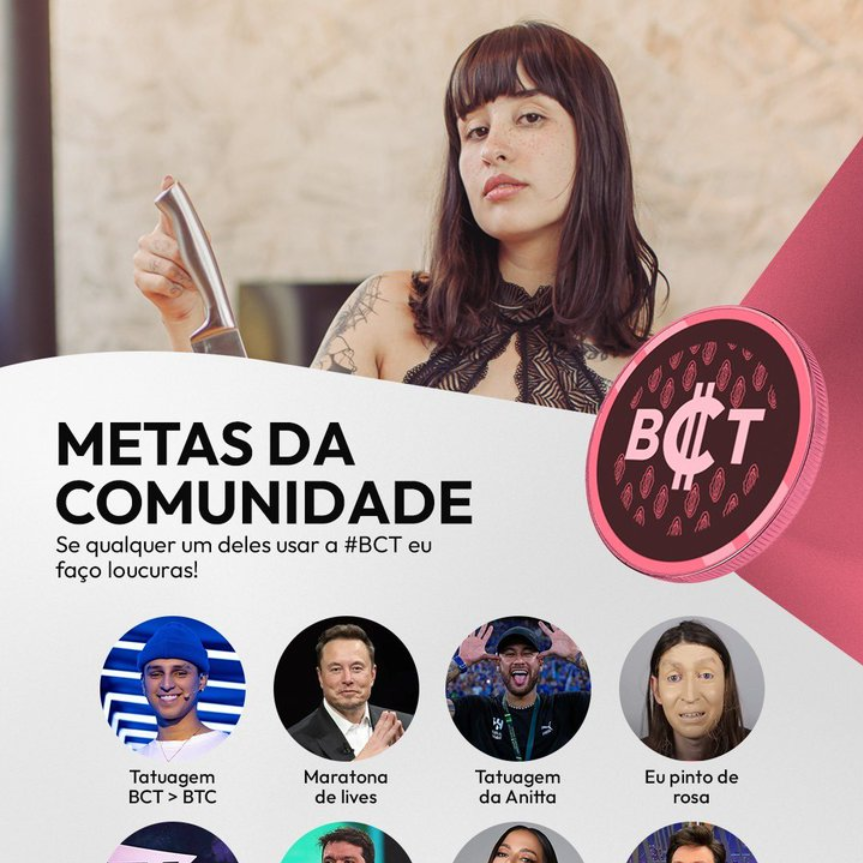 METAS DA
COMUNIDADE
Se qualquer um deles usar a #BCT eu
faço loucuras!
B₵T
Tatuagem
BCT > BTC
Maratona
de lives
Tatuagem
da Anitta
Eu pinto de
rosa